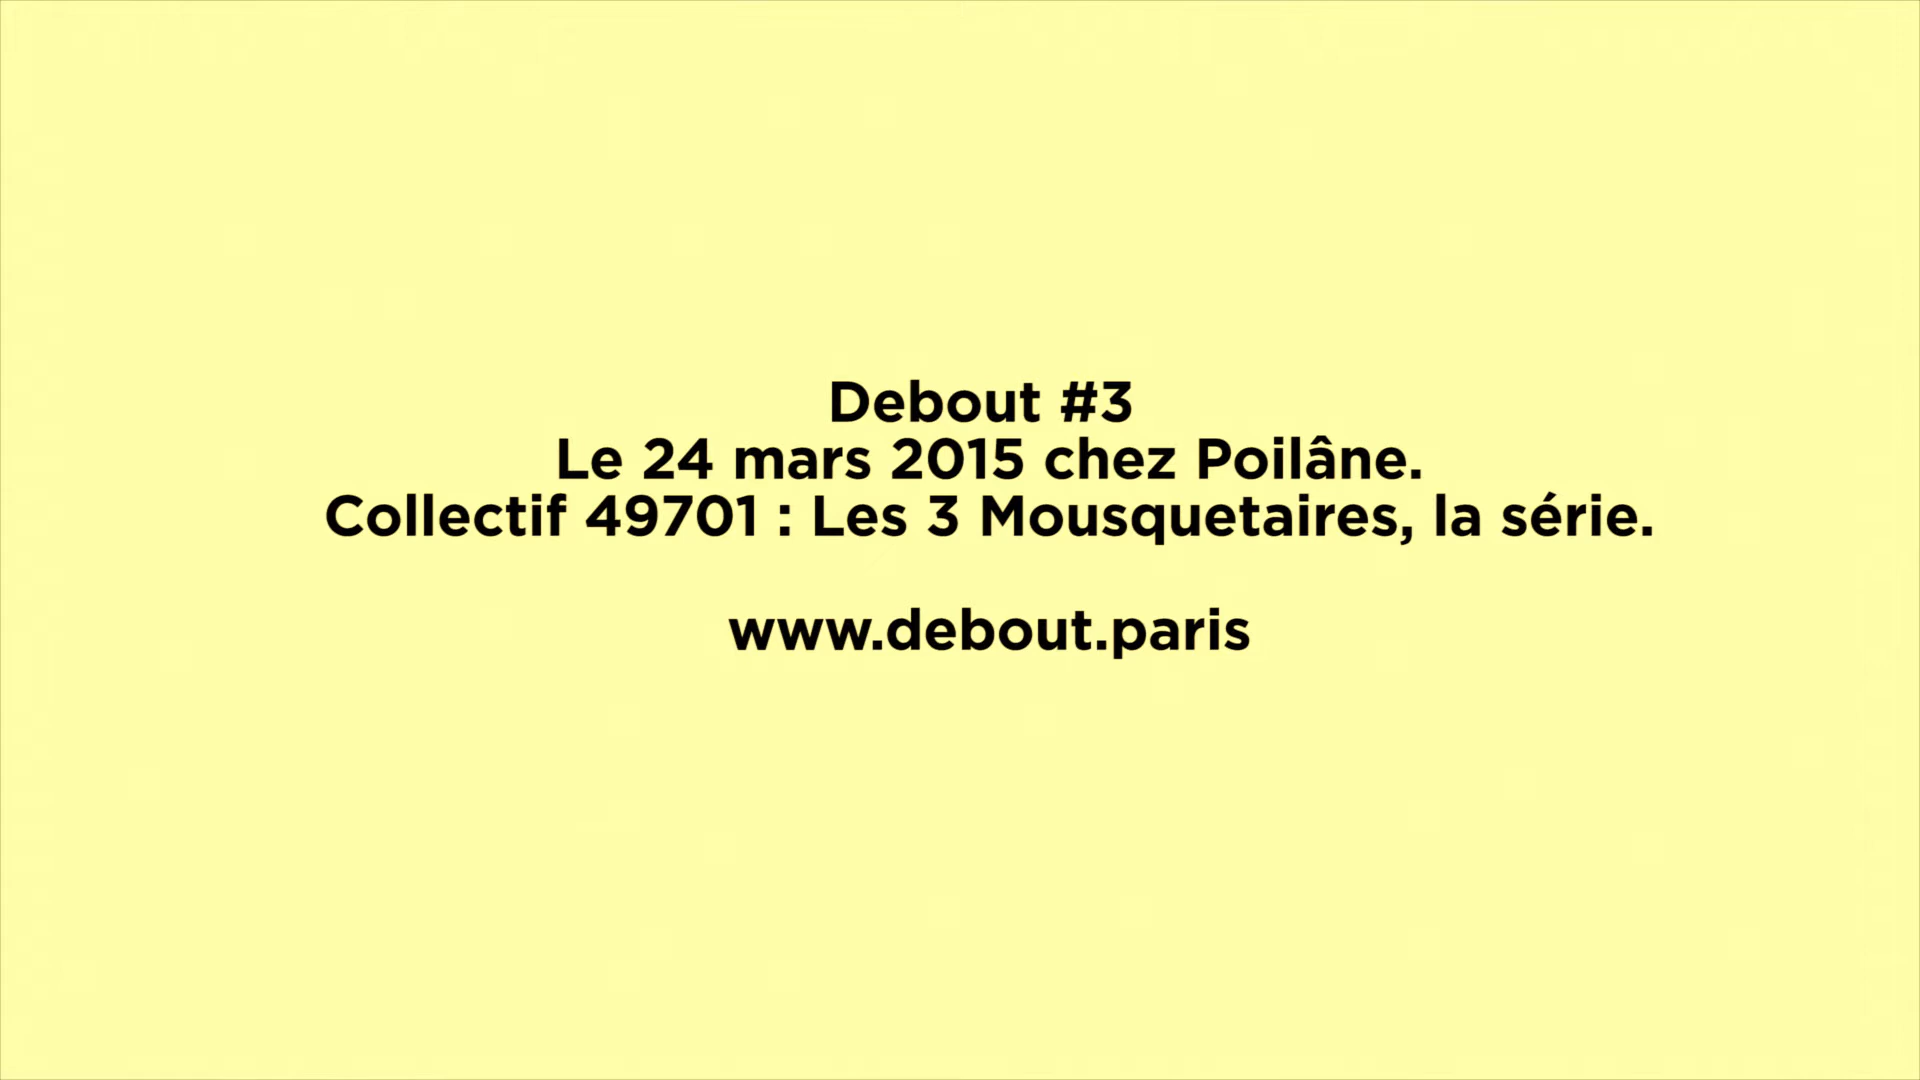 Debout #3
Le 24 mars 2015 chez Poilâne.
Collectif 49701 : Les 3 Mousquetaires, la série.
www.debout.paris